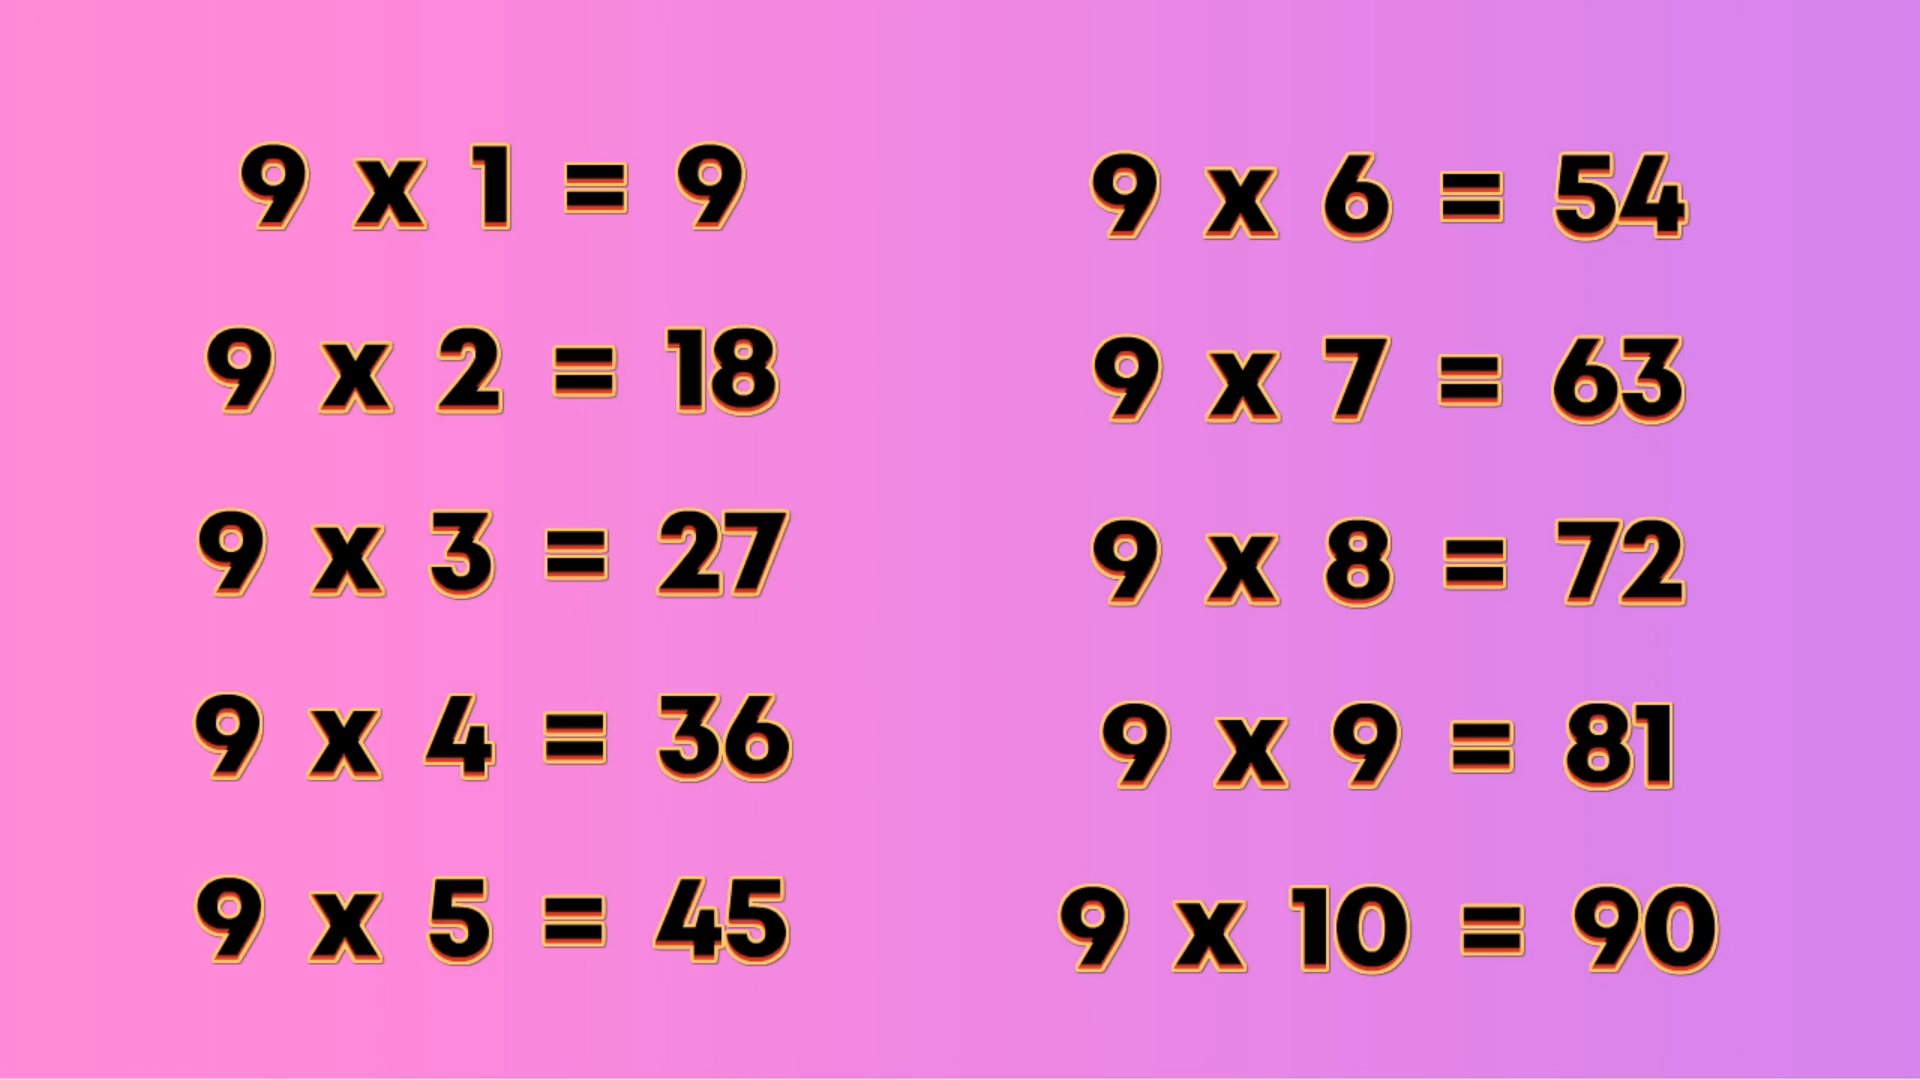 9 x 1 = 9
9 x 2 = 18
9 x 3 = 27
9 x 4 = 36
9 x 5 = 45
9 x 6 = 54
9 x 7 = 63
9 x 8 = 72
9 x 9 = 81
9 x 10 = 90